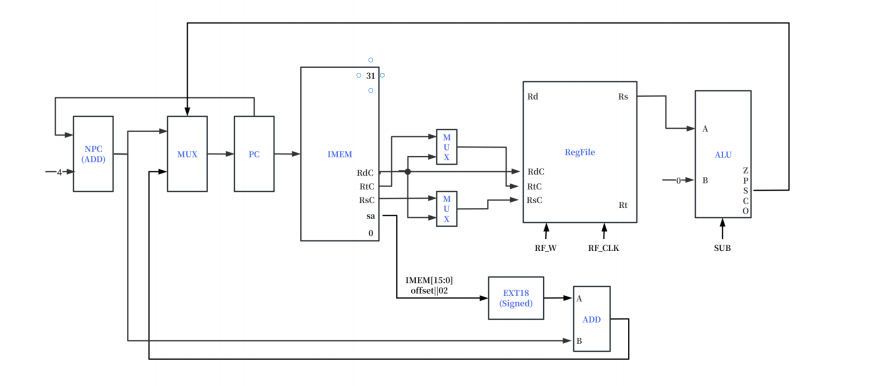 31
NPC
(ADD)
4
MUX
PC
IMEM
RdC
RtC
RsC
sa
0
M
U
X
M
U
X
Rd
Rs
RegFile
RdC
RtC
RsC
Rt
RF_W
RF_CLK
A
ALU
0
B
Z
P
S
C
O
SUB
IMEM[15:0]
offset||02
EXT18
(Signed)
A
ADD
B